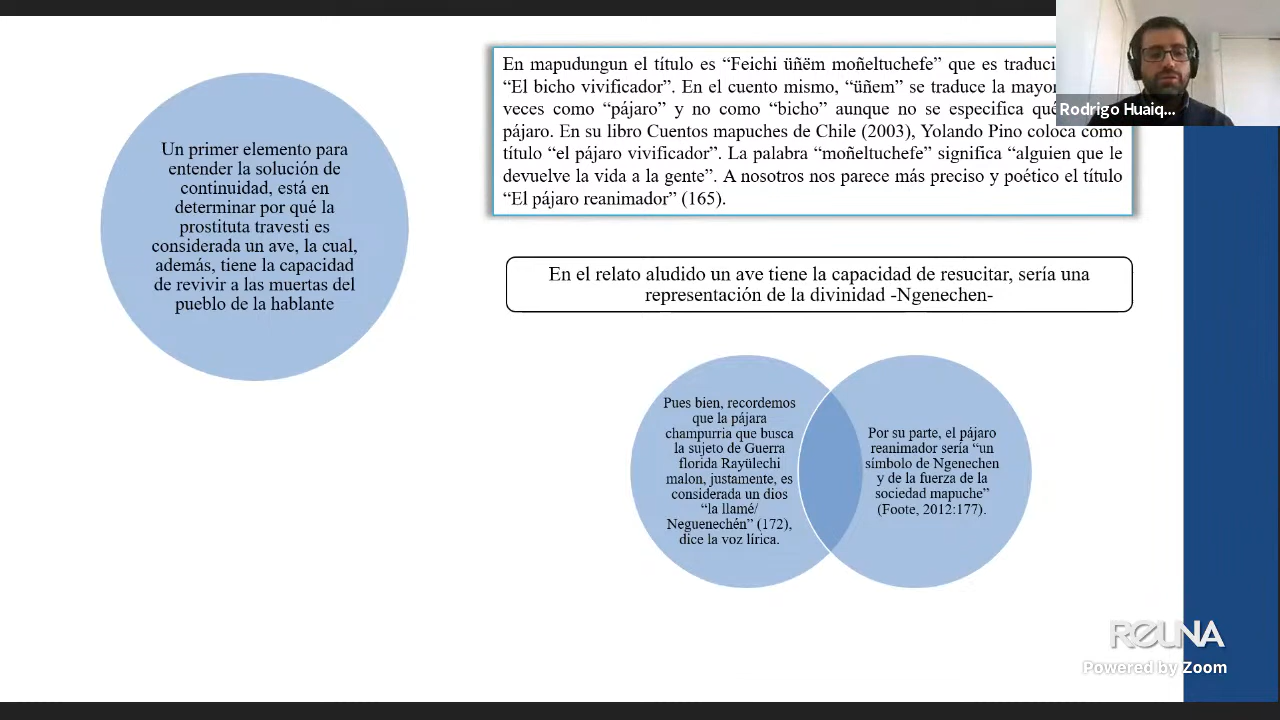 Un primer elemento para
entender la solución de
continuidad, está en
determinar por qué la
prostituta travesti es
considerada un ave, la cual,
además, tiene la capacidad
de revivir a las muertas del
pueblo de la hablante
En mapudungun el título es “Feichi üñëm moñeltuchefe” que es traduci
“El bicho vivificador”. En el cuento mismo, “üñem” se traduce la mayor
veces como “pájaro” y no como “bicho” aunque no se especifica qué
pájaro. En su libro Cuentos mapuches de Chile (2003), Yolando Pino coloca como
título “el pájaro vivificador”. La palabra “moñeltuchefe” significa “alguien que le
devuelve la vida a la gente”. A nosotros nos parece más preciso y poético el título
“El pájaro reanimador” (165).
Rodrigo Huaiq...
En el relato aludido un ave tiene la capacidad de resucitar, sería una
representación de la divinidad -Ngenechen-
Pues bien, recordemos
que la pájara
champurria que busca
la sujeto de Guerra
florida Rayülechi
malon, justamente, es
considerada un dios
“la llamé/
Neguenechén” (172),
dice la voz lírica.
Por su parte, el pájaro
reanimador sería “un
símbolo de Ngenechen
y de la fuerza de la
sociedad mapuche”
(Foote, 2012:177).
REUNA
Powered by Zoom